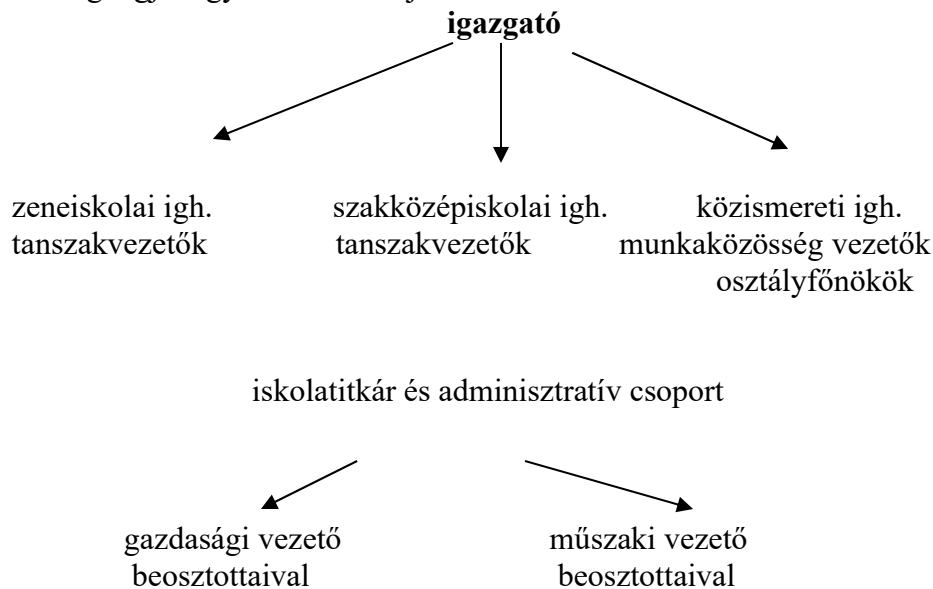 igazgató
zeneiskolai igh. szakközépiskolai igh. közismereti igh.
tanszakvezetők tanszakvezetők munkaközösség vezetők
osztályfőnökök
iskolatitkár és adminisztratív csoport
gazdasági vezető műszaki vezető
beosztottaival beosztottaival